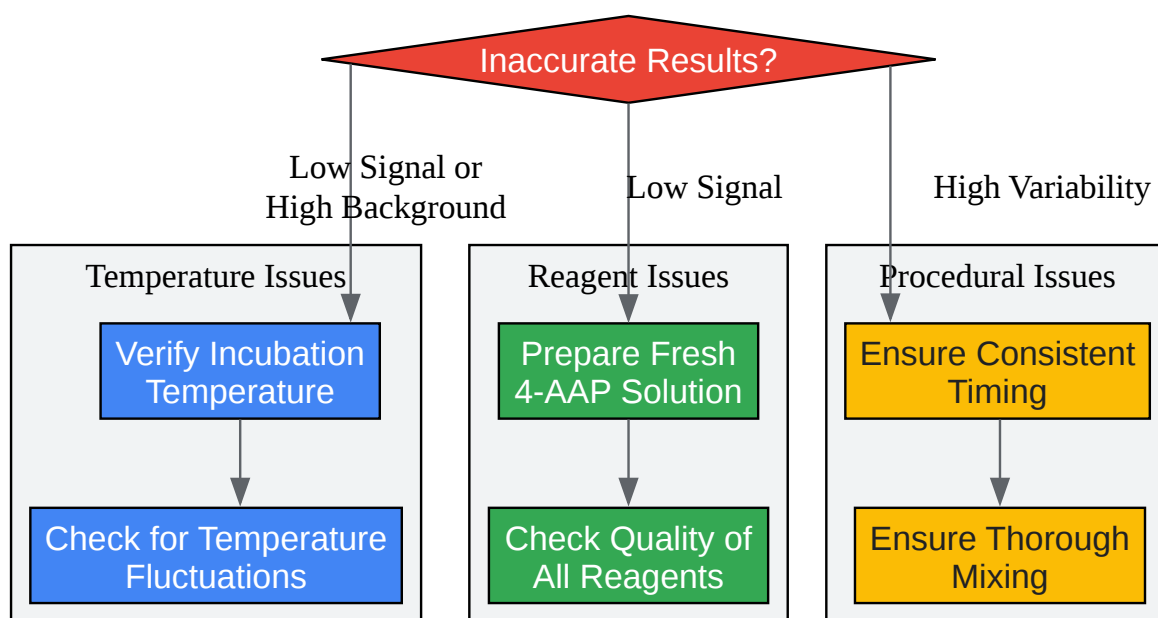 Inaccurate Results?
Low Signal or
High Background
Low Signal
High Variability
Temperature Issues
Verify Incubation
Temperature
Check for Temperature
Fluctuations
Reagent Issues
Prepare Fresh
4-AAP Solution
Check Quality of
All Reagents
Procedural Issues
Ensure Consistent
Timing
Ensure Thorough
Mixing